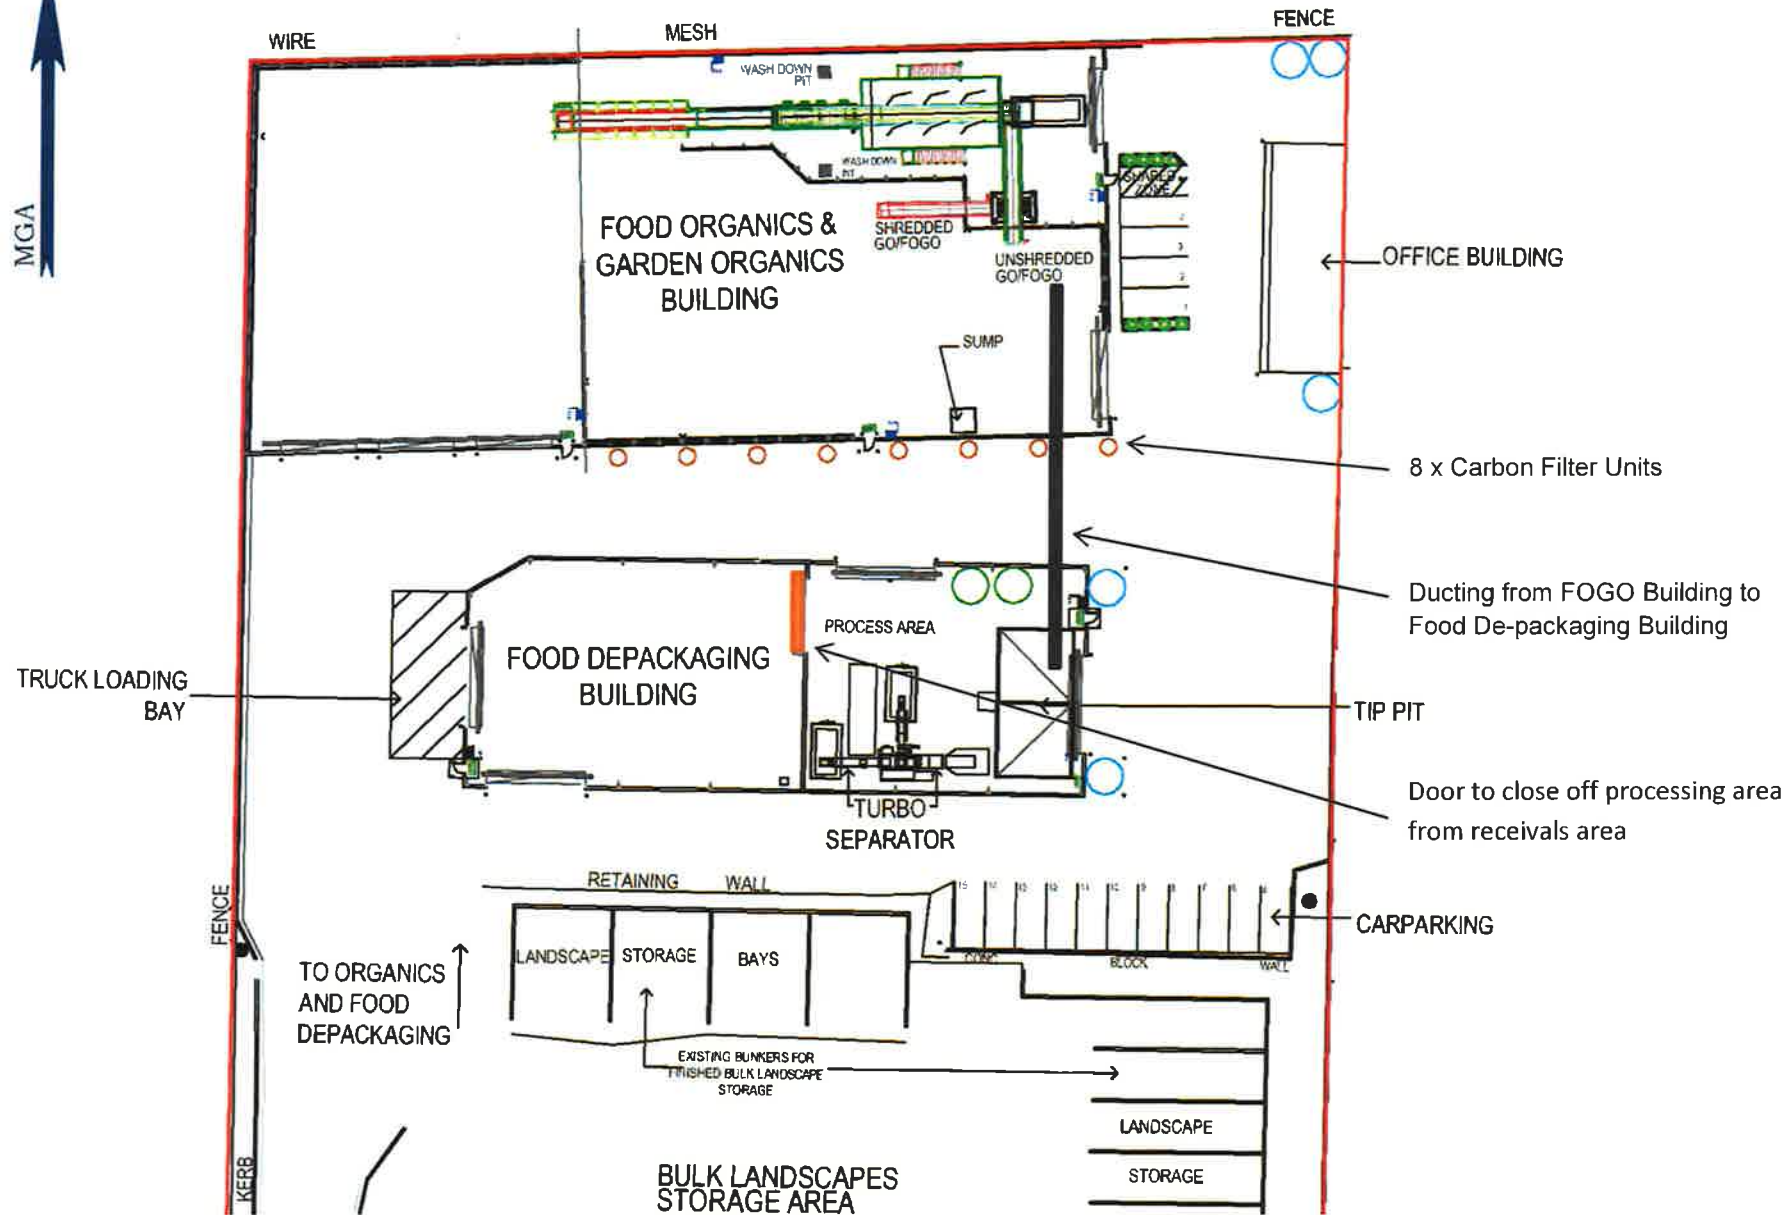 WIRE
MESH
FENCE
MGA
WASH DOWN
PIT
WASH DOWN
PIT
SHARED
ZONE
FOOD ORGANICS &
GARDEN ORGANICS
BUILDING
SHREDDED
GO/FOGO
UNSHREDDED
GO/FOGO
OFFICE BUILDING
SUMP
8 x Carbon Filter Units
Ducting from FOGO Building to
Food De-packaging Building
PROCESS AREA
FOOD DEPACKAGING
BUILDING
TRUCK LOADING
BAY
TIP PIT
Door to close off processing area
from receivals area
TURBO
SEPARATOR
RETAINING WALL
FENCE
CARPARKING
CONC BLOCK WALL
LANDSCAPE STORAGE BAYS
TO ORGANICS
AND FOOD
DEPACKAGING
EXISTING BUNKERS FOR
FINISHED BULK LANDSCAPE
STORAGE
LANDSCAPE
STORAGE
KERB
BULK LANDSCAPES
STORAGE AREA